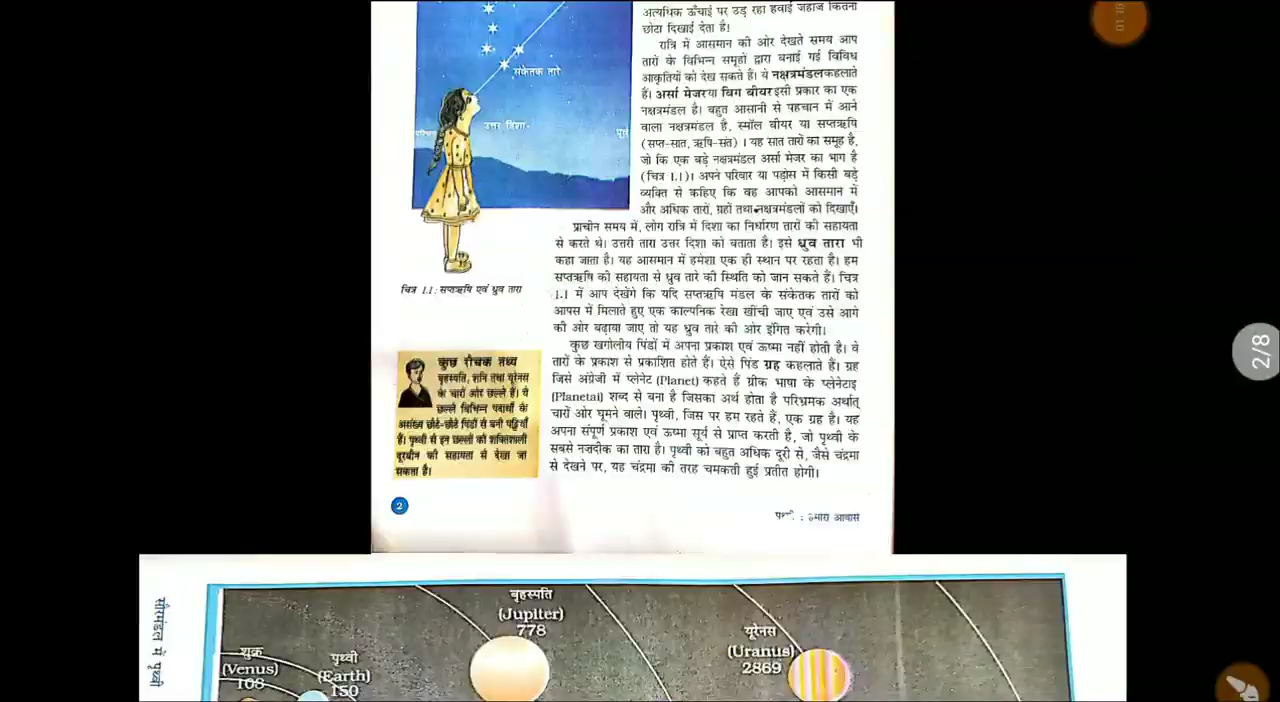 अत्यधिक ऊँचाई पर उड़ रहा हवाई जहाज कितना
छोटा दिखाई देता है!
रात्रि में आसमान की ओर देखते समय आप
तारों के विभिन्न समूहों द्वारा बनाई गई विविध
आकृतियों को देख सकते हैं। ये नक्षत्रमंडल कहलाते
हैं। अर्सा मेजर या बिग बीयर इसी प्रकार का एक
नक्षत्रमंडल है। बहुत आसानी से पहचान में आने
वाला नक्षत्रमंडल है, स्मॉल बीयर या सप्तऋषि
(सप्त-सात, ऋषि-संत) । यह सात तारों का समूह है,
जो कि एक बड़े नक्षत्रमंडल अर्सा मेजर का भाग है
(चित्र 1.1)। अपने परिवार या पड़ोस में किसी बड़े
व्यक्ति से कहिए कि वह आपको आसमान में
और अधिक तारों, ग्रहों तथा नक्षत्रमंडलों को दिखाएँ।
संकेतक तारे
उत्तर दिशा
चित्र 1.1 : सप्तऋषि एवं ध्रुव तारा
प्राचीन समय में, लोग रात्रि में दिशा का निर्धारण तारों की सहायता
से करते थे। उत्तरी तारा उत्तर दिशा को बताता है। इसे ध्रुव तारा भी
कहा जाता है। यह आसमान में हमेशा एक ही स्थान पर रहता है। हम
सप्तऋषि की सहायता से ध्रुव तारे की स्थिति को जान सकते हैं। चित्र
1.1 में आप देखेंगे कि यदि सप्तऋषि मंडल के संकेतक तारों को
आपस में मिलाते हुए एक काल्पनिक रेखा खींची जाए एवं उसे आगे
की ओर बढ़ाया जाए तो यह ध्रुव तारे की ओर इंगित करेगी।
कुछ खगोलीय पिंडों में अपना प्रकाश एवं ऊष्मा नहीं होती है। वे
तारों के प्रकाश से प्रकाशित होते हैं। ऐसे पिंड ग्रह कहलाते हैं। ग्रह
जिसे अंग्रेजी में प्लेनेट (Planet) कहते हैं ग्रीक भाषा के प्लेनेटाइ
(Planetai) शब्द से बना है जिसका अर्थ होता है परिभ्रमक अर्थात्
चारों ओर घूमने वाले। पृथ्वी, जिस पर हम रहते हैं, एक ग्रह है। यह
अपना संपूर्ण प्रकाश एवं ऊष्मा सूर्य से प्राप्त करती है, जो पृथ्वी के
सबसे नज़दीक का तारा है। पृथ्वी को बहुत अधिक दूरी से, जैसे चंद्रमा
से देखने पर, यह चंद्रमा की तरह चमकती हुई प्रतीत होगी।
कुछ रोचक तथ्य
बृहस्पति, शनि तथा यूरेनस
के चारों ओर छल्ले हैं। ये
छल्ले विभिन्न पदार्थों के
असंख्य छोटे-छोटे पिंडों से बनी पट्टियाँ
हैं। पृथ्वी से इन छल्लों को शक्तिशाली
दूरबीन की सहायता से देखा जा
सकता है।
2
: हमारा आवास
2/8
सौरमंडल में पृथ्वी
शुक्र
(Venus)
108
पृथ्वी
(Earth)
150
बृहस्पति
(Jupiter)
778
यूरेनस
(Uranus)
2869